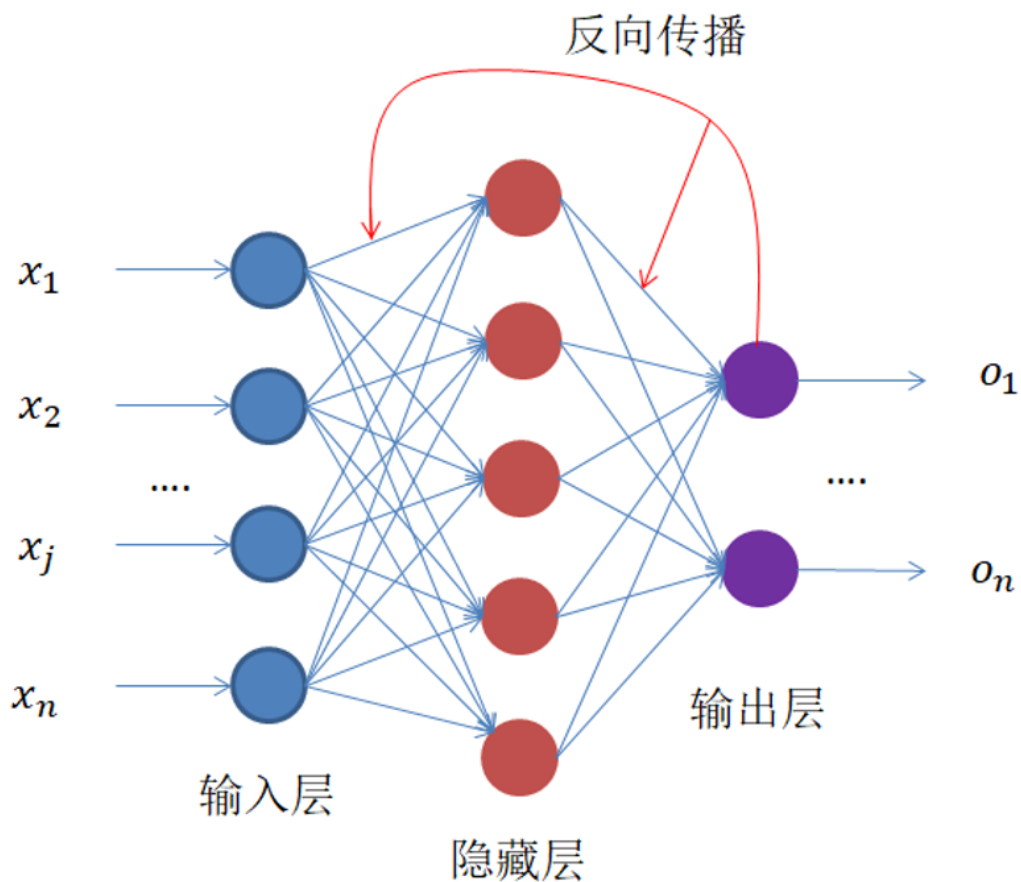 反向传播
x₁
o₁
x₂
....
....
xⱼ
oₙ
xₙ
输出层
输入层
隐藏层